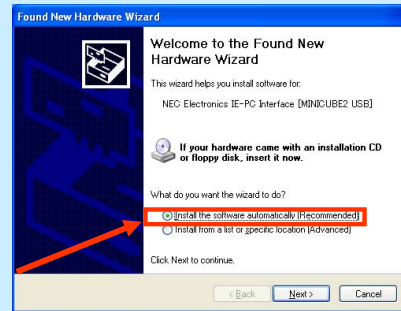 Found New Hardware Wizard
Welcome to the Found New
Hardware Wizard
This wizard helps you install software for:
NEC Electronics IE-PC Interface [MINICUBE2 USB]
If your hardware came with an installation CD
or floppy disk, insert it now.
What do you want the wizard to do?
Install the software automatically (Recommended)
Install from a list or specific location (Advanced)
Click Next to continue.
< Back Next > Cancel